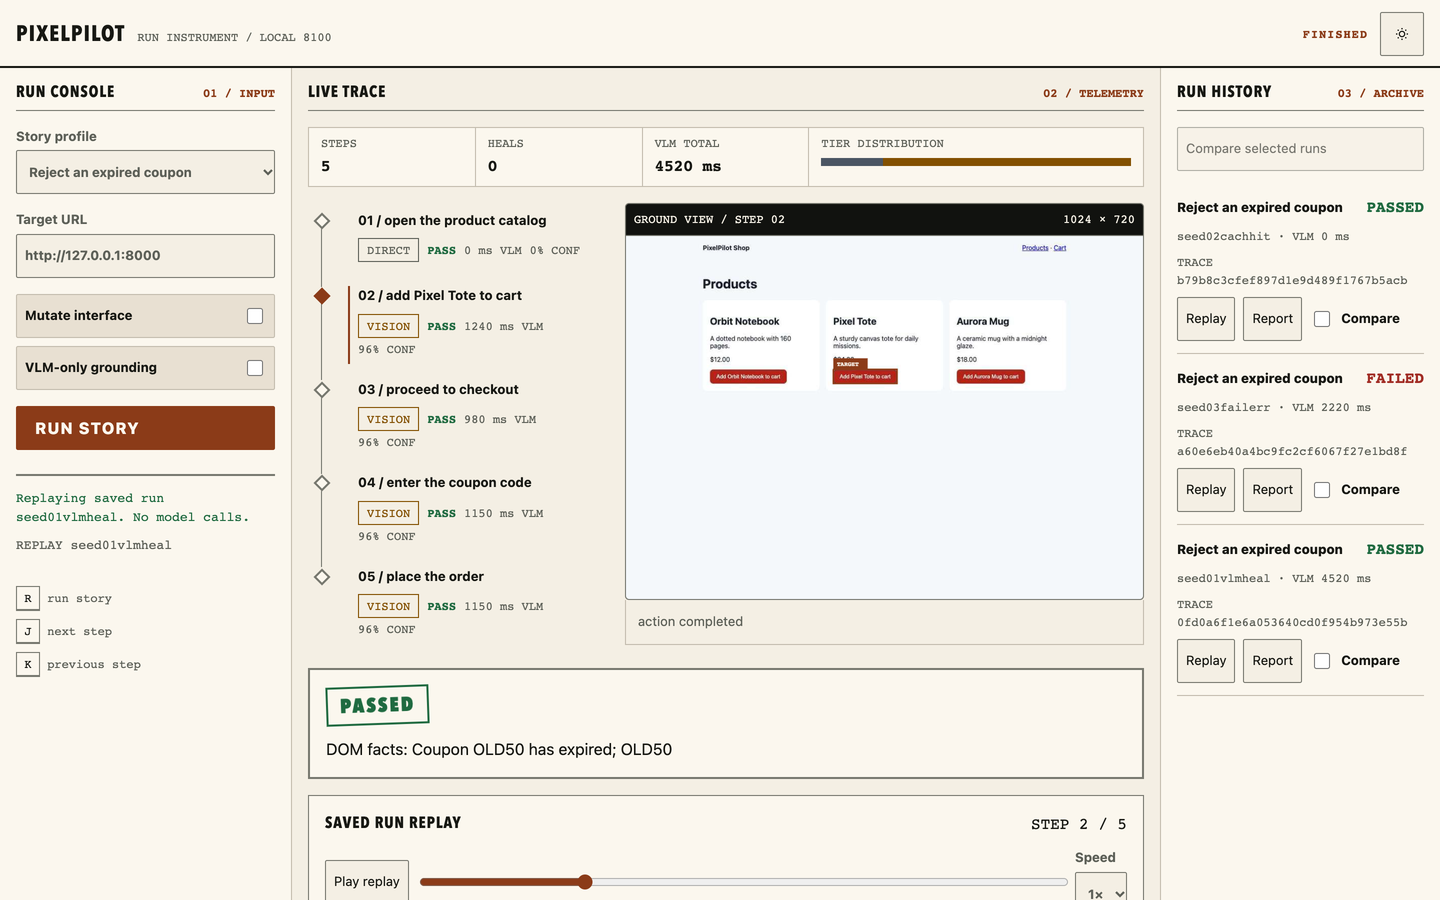 PIXELPILOT RUN INSTRUMENT / LOCAL 8100
FINISHED
RUN CONSOLE 01 / INPUT
Story profile
Reject an expired coupon
Target URL
http://127.0.0.1:8000
Mutate interface
VLM-only grounding
RUN STORY
Replaying saved run
seed01vlmheal. No model calls.
REPLAY seed01vlmheal
R run story
J next step
K previous step
LIVE TRACE 02 / TELEMETRY
STEPS
5
HEALS
0
VLM TOTAL
4520 ms
TIER DISTRIBUTION
01 / open the product catalog
DIRECT PASS 0 ms VLM 0% CONF
02 / add Pixel Tote to cart
VISION PASS 1240 ms VLM
96% CONF
03 / proceed to checkout
VISION PASS 980 ms VLM
96% CONF
04 / enter the coupon code
VISION PASS 1150 ms VLM
96% CONF
05 / place the order
VISION PASS 1150 ms VLM
96% CONF
GROUND VIEW / STEP 02 1024 × 720
PixelPilot Shop Products · Cart
Products
Orbit Notebook
A dotted notebook with 160
pages.
$12.00
Add Orbit Notebook to cart
Pixel Tote
A sturdy canvas tote for daily
missions.
TARGET
Add Pixel Tote to cart
Aurora Mug
A ceramic mug with a midnight
glaze.
$18.00
Add Aurora Mug to cart
action completed
PASSED
DOM facts: Coupon OLD50 has expired; OLD50
SAVED RUN REPLAY STEP 2 / 5
Play replay
Speed
1×
RUN HISTORY 03 / ARCHIVE
Compare selected runs
Reject an expired coupon PASSED
seed02cachhit · VLM 0 ms
TRACE
b79b8c3cfef897d1e9d489f1767b5acb
Replay Report Compare
Reject an expired coupon FAILED
seed03failerr · VLM 2220 ms
TRACE
a60e6eb40a4bc9fc2cf6067f27e1bd8f
Replay Report Compare
Reject an expired coupon PASSED
seed01vlmheal · VLM 4520 ms
TRACE
0fd0a6f1e6a053640cd0f954b973e55b
Replay Report Compare